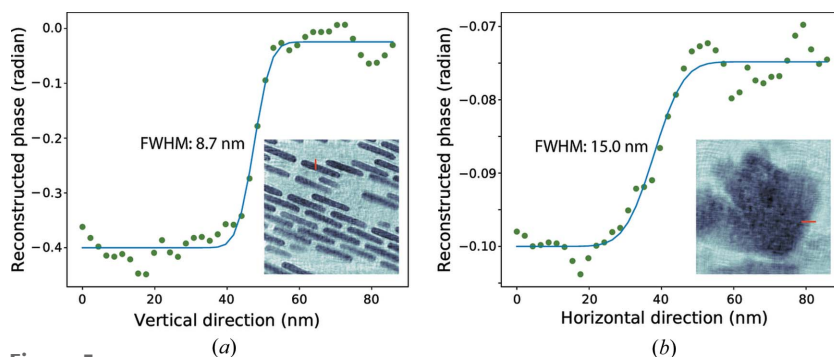 0.0
−0.1
−0.2
−0.3
−0.4
Reconstructed phase (radian)
FWHM: 8.7 nm
0 20 40 60 80
Vertical direction (nm)
(a)
−0.07
−0.08
−0.09
−0.10
Reconstructed phase (radian)
FWHM: 15.0 nm
0 20 40 60 80
Horizontal direction (nm)
(b)